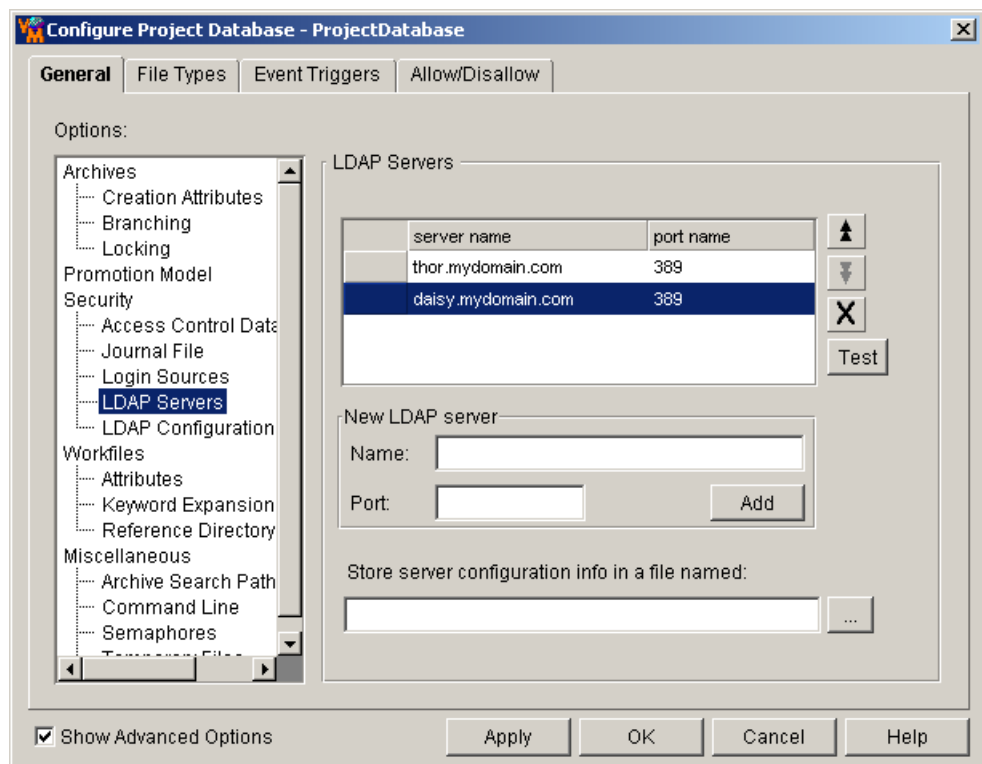 Configure Project Database - ProjectDatabase
General File Types Event Triggers Allow/Disallow
Options:
Archives
Creation Attributes
Branching
Locking
Promotion Model
Security
Access Control Data
Journal File
Login Sources
LDAP Servers
LDAP Configuration
Workfiles
Attributes
Keyword Expansion
Reference Directory
Miscellaneous
Archive Search Path
Command Line
Semaphores
Temporary Files
LDAP Servers
server name port name
thor.mydomain.com 389
daisy.mydomain.com 389
Test
New LDAP server
Name:
Port:
Add
Store server configuration info in a file named:
...
Show Advanced Options
Apply OK Cancel Help